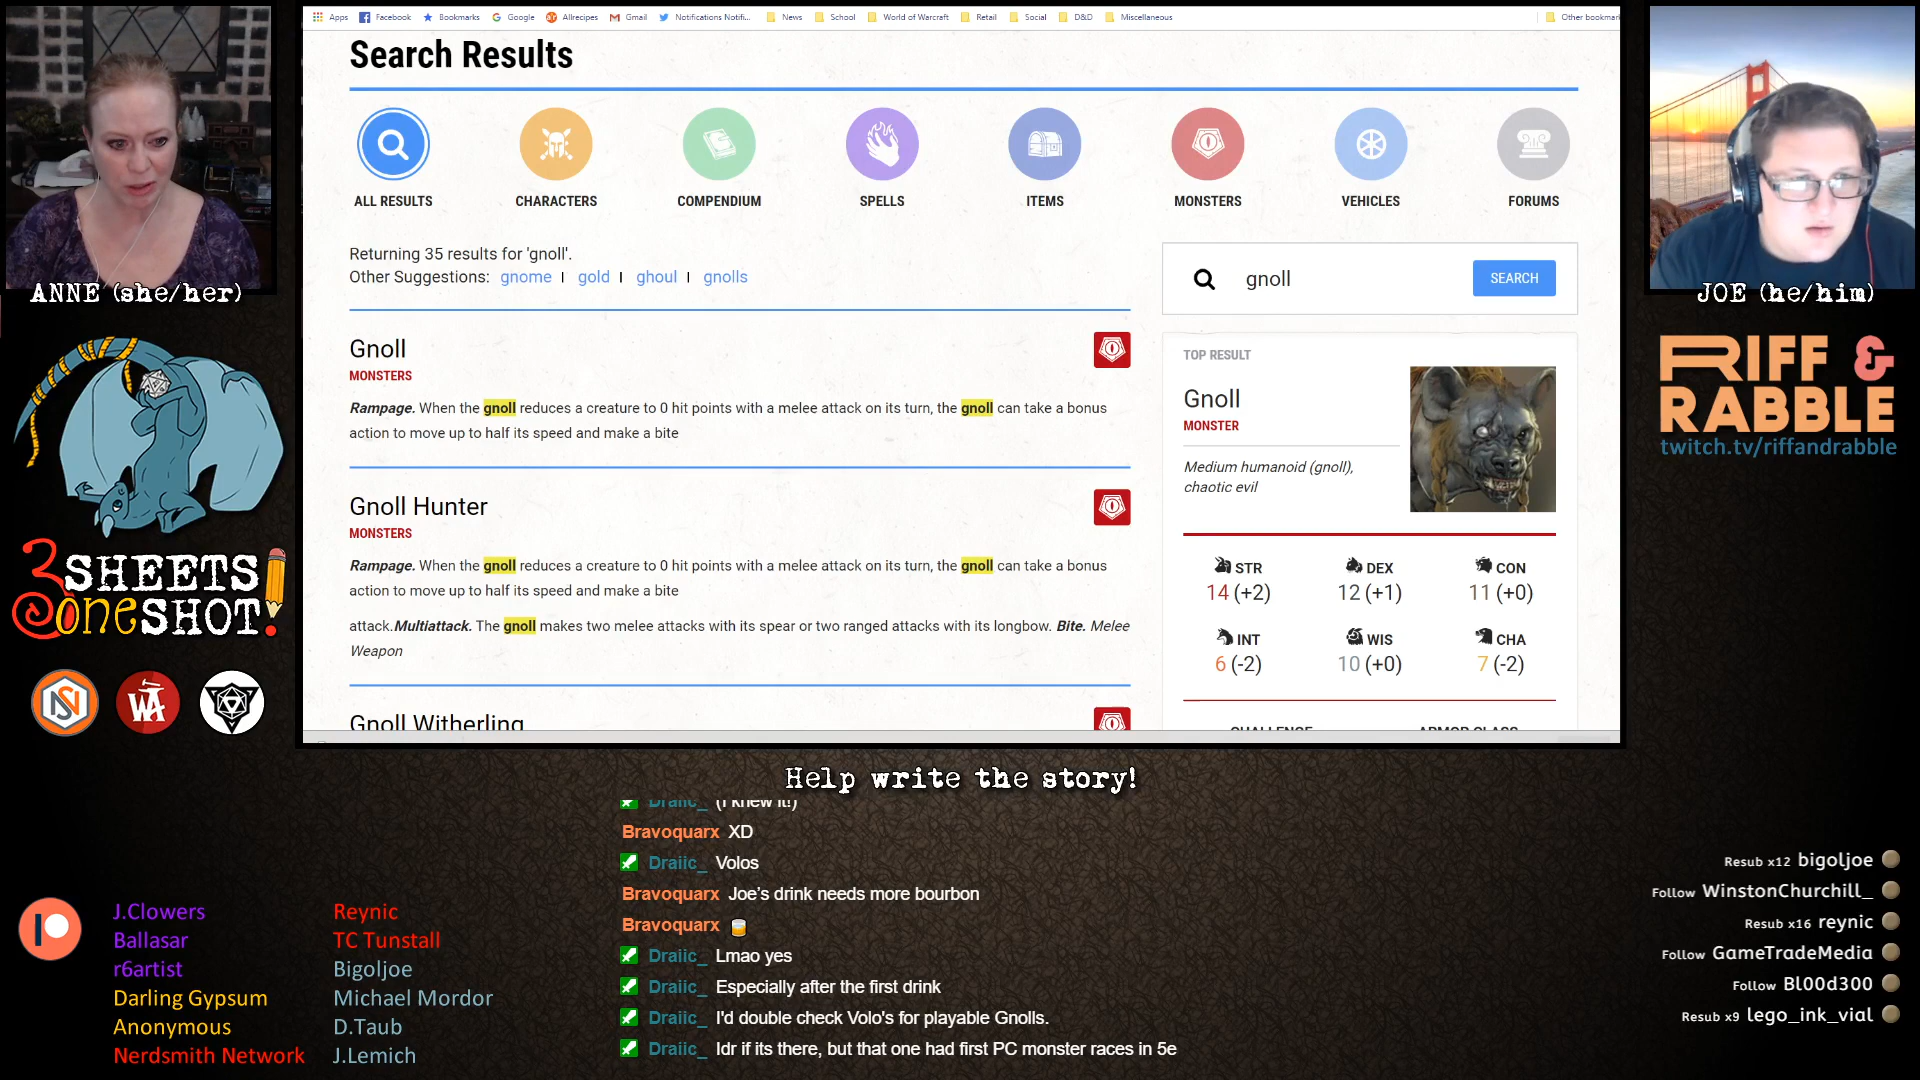 Apps Facebook Bookmarks Google Allrecipes Gmail Notifications Notifi... News School World of Warcraft Retail Social D&D Miscellaneous
Search Results
ALL RESULTS CHARACTERS COMPENDIUM SPELLS ITEMS MONSTERS VEHICLES FORUMS
Returning 35 results for 'gnoll'.
Other Suggestions: gnome | gold | ghoul | gnolls
gnoll SEARCH
Gnoll
MONSTERS
Rampage. When the gnoll reduces a creature to 0 hit points with a melee attack on its turn, the gnoll can take a bonus
action to move up to half its speed and make a bite
Gnoll Hunter
MONSTERS
Rampage. When the gnoll reduces a creature to 0 hit points with a melee attack on its turn, the gnoll can take a bonus
action to move up to half its speed and make a bite
attack.Multiattack. The gnoll makes two melee attacks with its spear or two ranged attacks with its longbow. Bite. Melee
Weapon
Gnoll Witherling
TOP RESULT
Gnoll
MONSTER
Medium humanoid (gnoll),
chaotic evil
STR DEX CON
14 (+2) 12 (+1) 11 (+0)
INT WIS CHA
6 (-2) 10 (+0) 7 (-2)
CHALLENGE ARMOR CLASS
ANNE (she/her)
JOE (he/him)
3 SHEETS
oneSHOT!
N
WA
RIFF &
RABBLE
twitch.tv/riffandrabble
Help write the story!
Draiic_ (I knew it!)
Bravoquarx XD
Draiic_ Volos
Bravoquarx Joe's drink needs more bourbon
Bravoquarx
Draiic_ Lmao yes
Draiic_ Especially after the first drink
Draiic_ I'd double check Volo's for playable Gnolls.
Draiic_ Idr if its there, but that one had first PC monster races in 5e
J.Clowers
Ballasar
r6artist
Darling Gypsum
Anonymous
Nerdsmith Network
Reynic
TC Tunstall
Bigoljoe
Michael Mordor
D.Taub
J.Lemich
Resub x12 bigoljoe
Follow WinstonChurchill_
Resub x16 reynic
Follow GameTradeMedia
Follow Bl00d300
Resub x9 lego_ink_vial